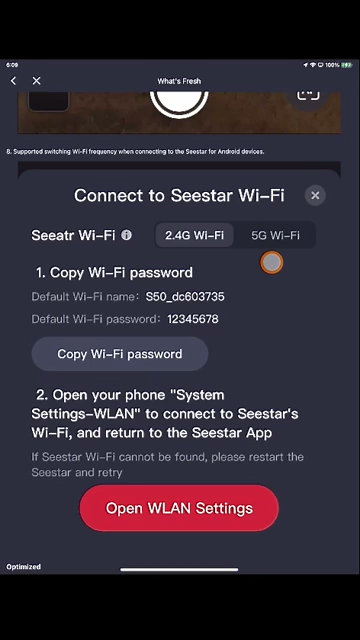 6:09
100%
What's Fresh
8. Supported switching Wi-Fi frequency when connecting to the Seestar for Android devices.
Connect to Seestar Wi-Fi
Seeatr Wi-Fi 2.4G Wi-Fi 5G Wi-Fi
1. Copy Wi-Fi password
Default Wi-Fi name: S50_dc603735
Default Wi-Fi password: 12345678
Copy Wi-Fi password
2. Open your phone "System
Settings-WLAN" to connect to Seestar's
Wi-Fi, and return to the Seestar App
If Seestar Wi-Fi cannot be found, please restart the
Seestar and retry
Open WLAN Settings
Optimized